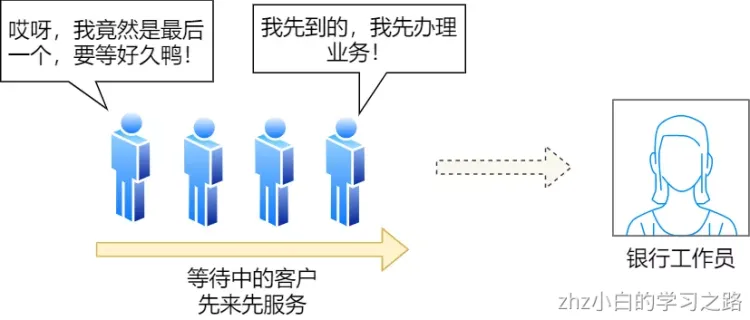 哎呀，我竟然是最后
一个，要等好久鸭！
我先到的，我先办理
业务！
等待中的客户
先来先服务
银行工作员
zhz小白的学习之路